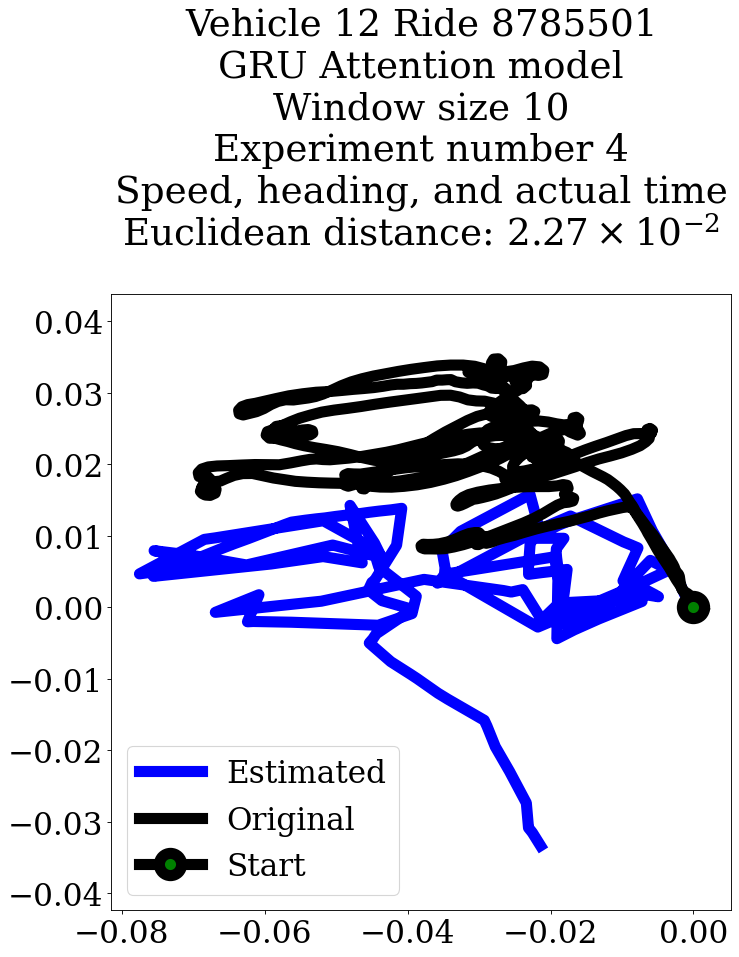 Vehicle 12 Ride 8785501
GRU Attention model
Window size 10
Experiment number 4
Speed, heading, and actual time
Euclidean distance: 2.27 × 10⁻²
0.04
0.03
0.02
0.01
0.00
−0.01
−0.02
−0.03
−0.04
Estimated
Original
Start
−0.08 −0.06 −0.04 −0.02 0.00